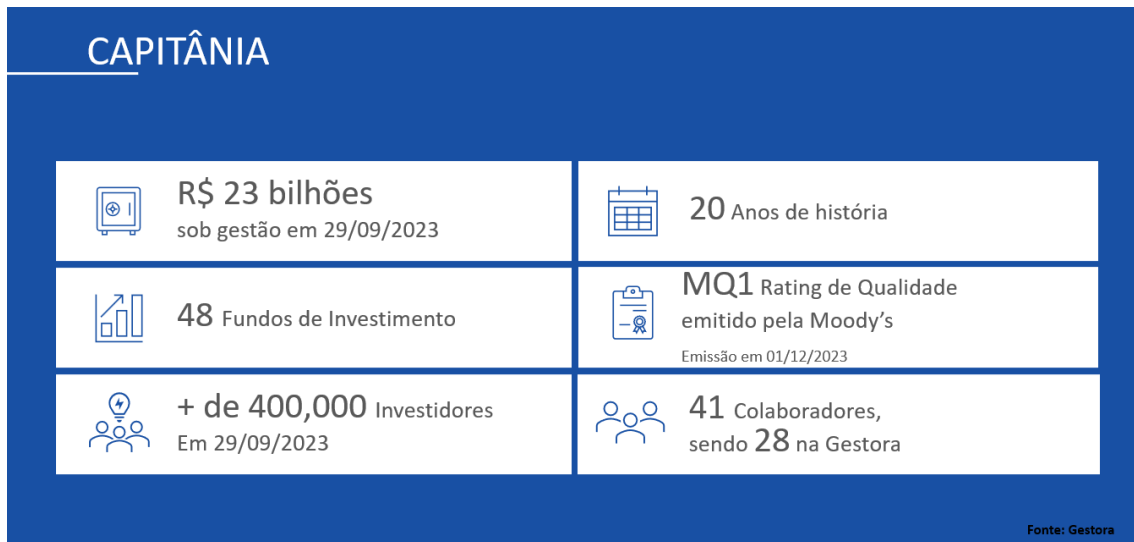 CAPITÂNIA
R$ 23 bilhões
sob gestão em 29/09/2023
20 Anos de história
48 Fundos de Investimento
MQ1 Rating de Qualidade
emitido pela Moody’s
Emissão em 01/12/2023
+ de 400,000 Investidores
Em 29/09/2023
41 Colaboradores,
sendo 28 na Gestora
Fonte: Gestora